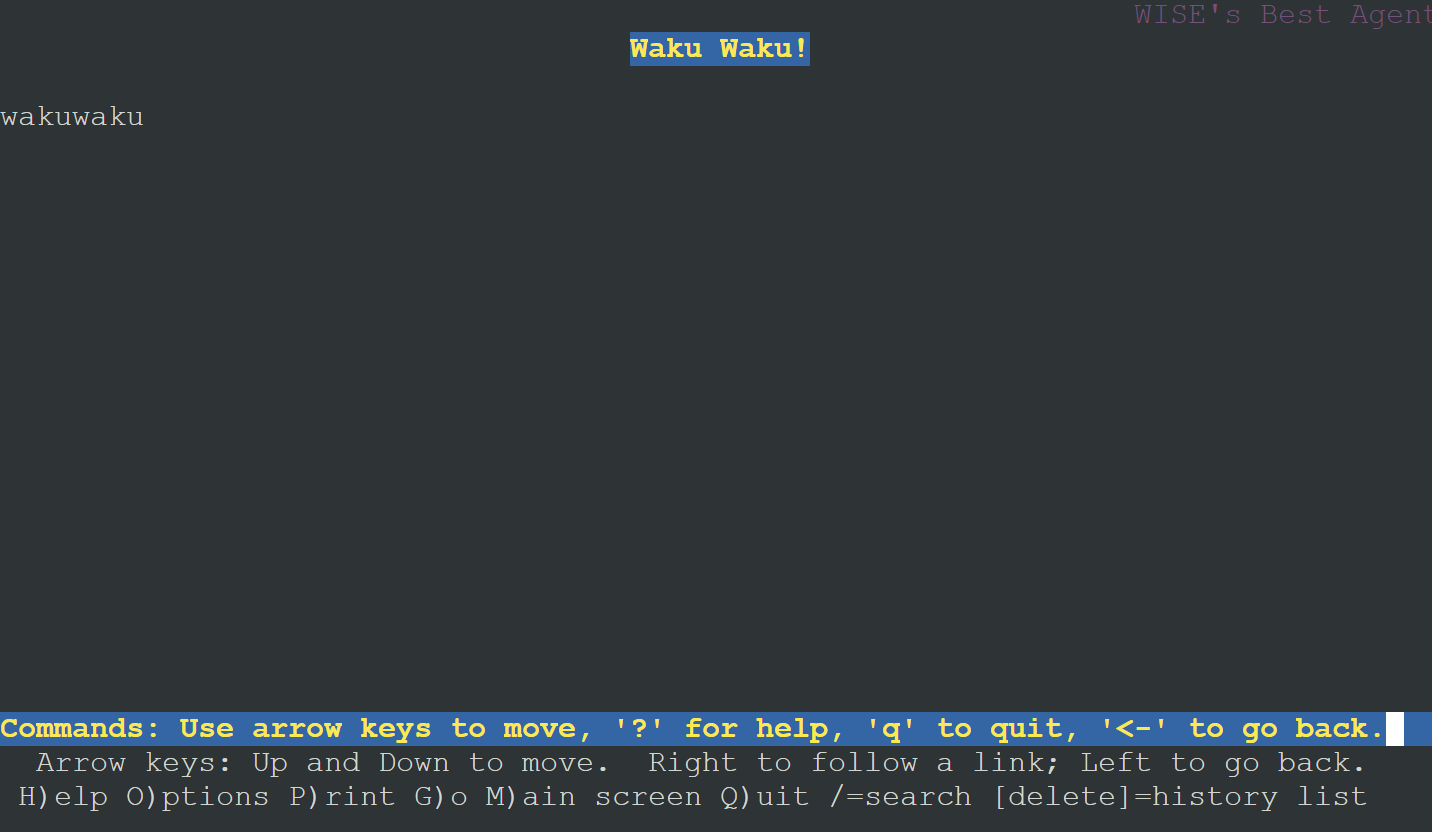 WISE's Best Agent
Waku Waku!
wakuwaku
Commands: Use arrow keys to move, '?' for help, 'q' to quit, '<-' to go back.
Arrow keys: Up and Down to move.  Right to follow a link; Left to go back.
H)elp O)ptions P)rint G)o M)ain screen Q)uit /=search [delete]=history list